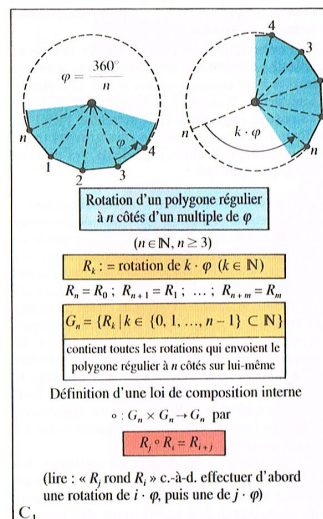 φ = 360° / n
n
1
2
3
4
φ
4
3
n
n
k · φ
Rotation d'un polygone régulier
à n côtés d'un multiple de φ
(n ∈ ℕ, n ≥ 3)
R_k : = rotation de k · φ (k ∈ ℕ)
R_n = R_0 ; R_{n+1} = R_1 ; … ; R_{n+m} = R_m
G_n = {R_k | k ∈ {0, 1, …, n − 1} ⊂ ℕ}
contient toutes les rotations qui envoient le
polygone régulier à n côtés sur lui-même
Définition d'une loi de composition interne
∘ : G_n × G_n → G_n par
R_j ∘ R_i = R_{i+j}
(lire : « R_j rond R_i » c.-à-d. effectuer d'abord
une rotation de i · φ, puis une de j · φ)
C_1